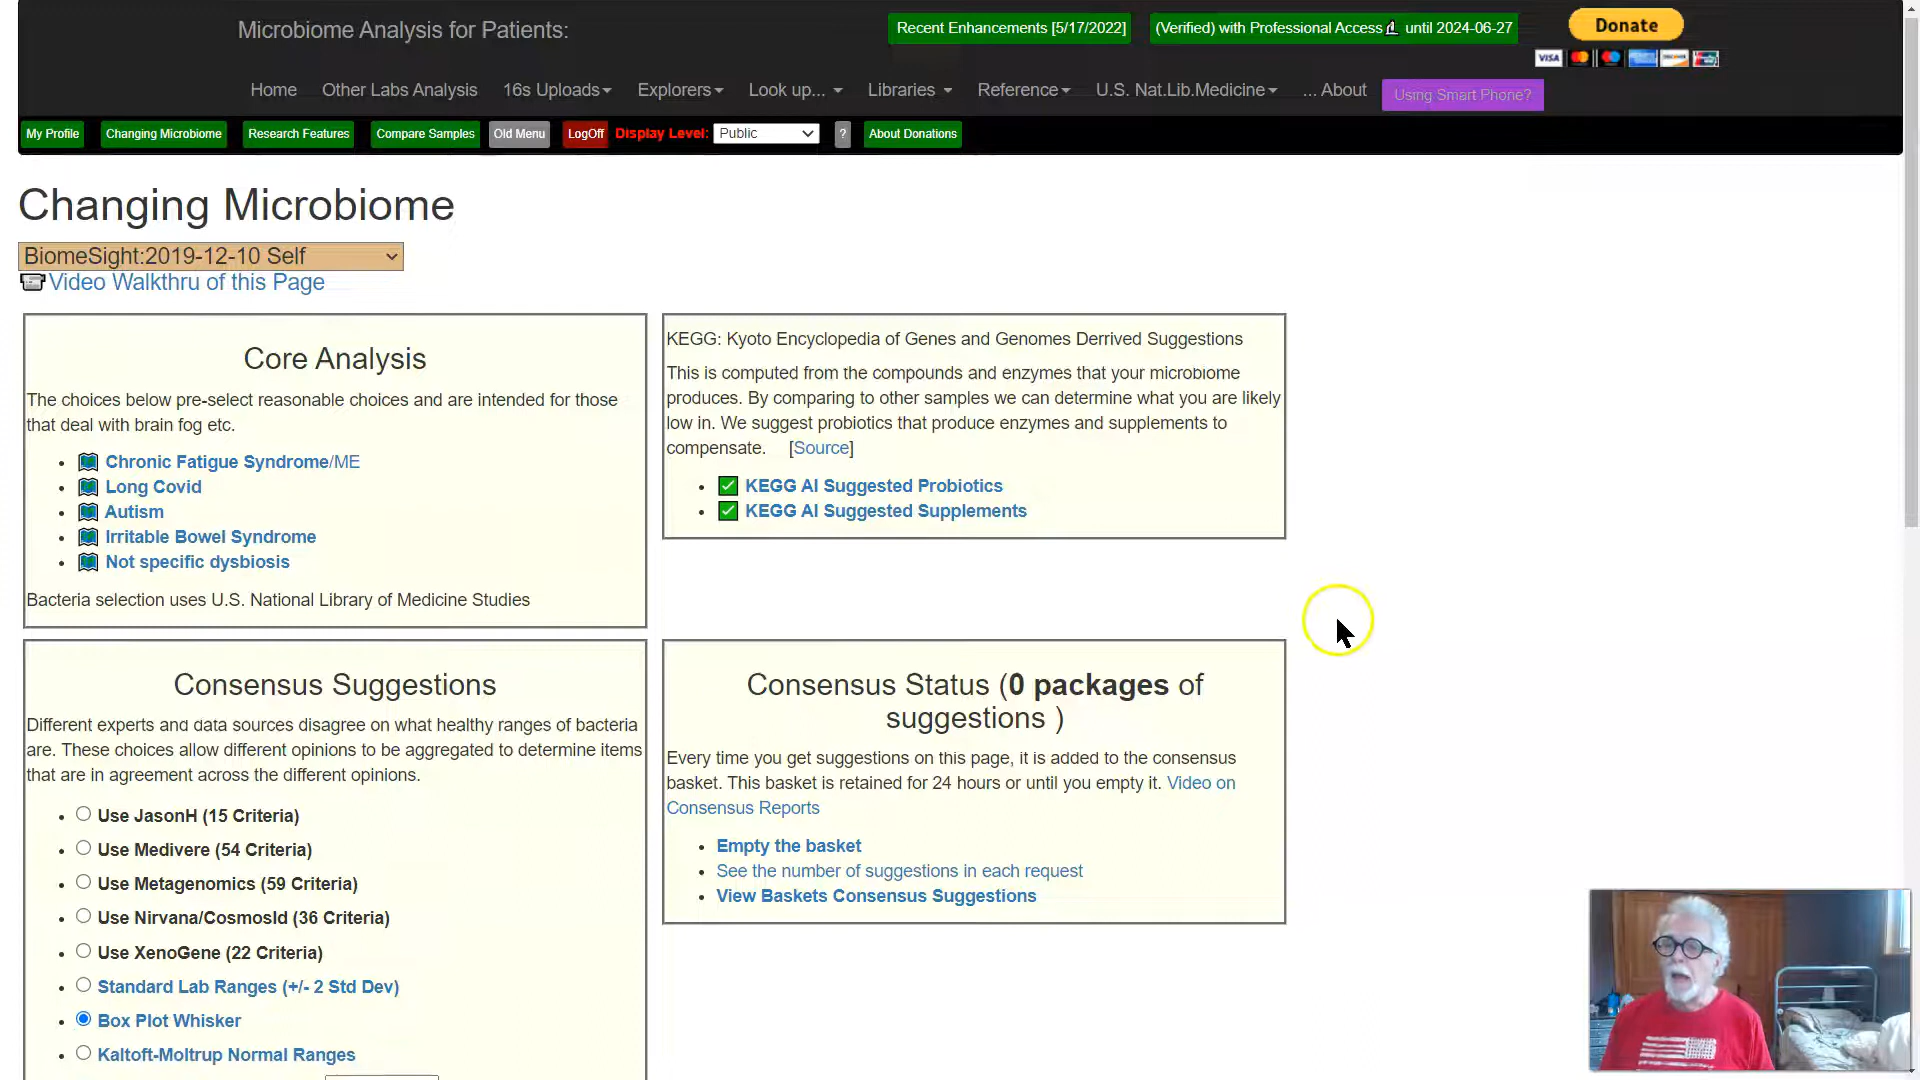 Microbiome Analysis for Patients:
Recent Enhancements [5/17/2022]
(Verified) with Professional Access until 2024-06-27
Donate
VISA
Home Other Labs Analysis 16s Uploads Explorers Look up... Libraries Reference U.S. Nat.Lib.Medicine ... About Using Smart Phone?
My Profile Changing Microbiome Research Features Compare Samples Old Menu LogOff Display Level: Public ? About Donations
Changing Microbiome
BiomeSight:2019-12-10 Self
Video Walkthru of this Page
Core Analysis
The choices below pre-select reasonable choices and are intended for those
that deal with brain fog etc.
Chronic Fatigue Syndrome/ME
Long Covid
Autism
Irritable Bowel Syndrome
Not specific dysbiosis
Bacteria selection uses U.S. National Library of Medicine Studies
KEGG: Kyoto Encyclopedia of Genes and Genomes Derrived Suggestions
This is computed from the compounds and enzymes that your microbiome
produces. By comparing to other samples we can determine what you are likely
low in. We suggest probiotics that produce enzymes and supplements to
compensate. [Source]
KEGG AI Suggested Probiotics
KEGG AI Suggested Supplements
Consensus Suggestions
Different experts and data sources disagree on what healthy ranges of bacteria
are. These choices allow different opinions to be aggregated to determine items
that are in agreement across the different opinions.
Use JasonH (15 Criteria)
Use Medivere (54 Criteria)
Use Metagenomics (59 Criteria)
Use Nirvana/CosmosId (36 Criteria)
Use XenoGene (22 Criteria)
Standard Lab Ranges (+/- 2 Std Dev)
Box Plot Whisker
Kaltoft-Moltrup Normal Ranges
Consensus Status (0 packages of
suggestions )
Every time you get suggestions on this page, it is added to the consensus
basket. This basket is retained for 24 hours or until you empty it. Video on
Consensus Reports
Empty the basket
See the number of suggestions in each request
View Baskets Consensus Suggestions